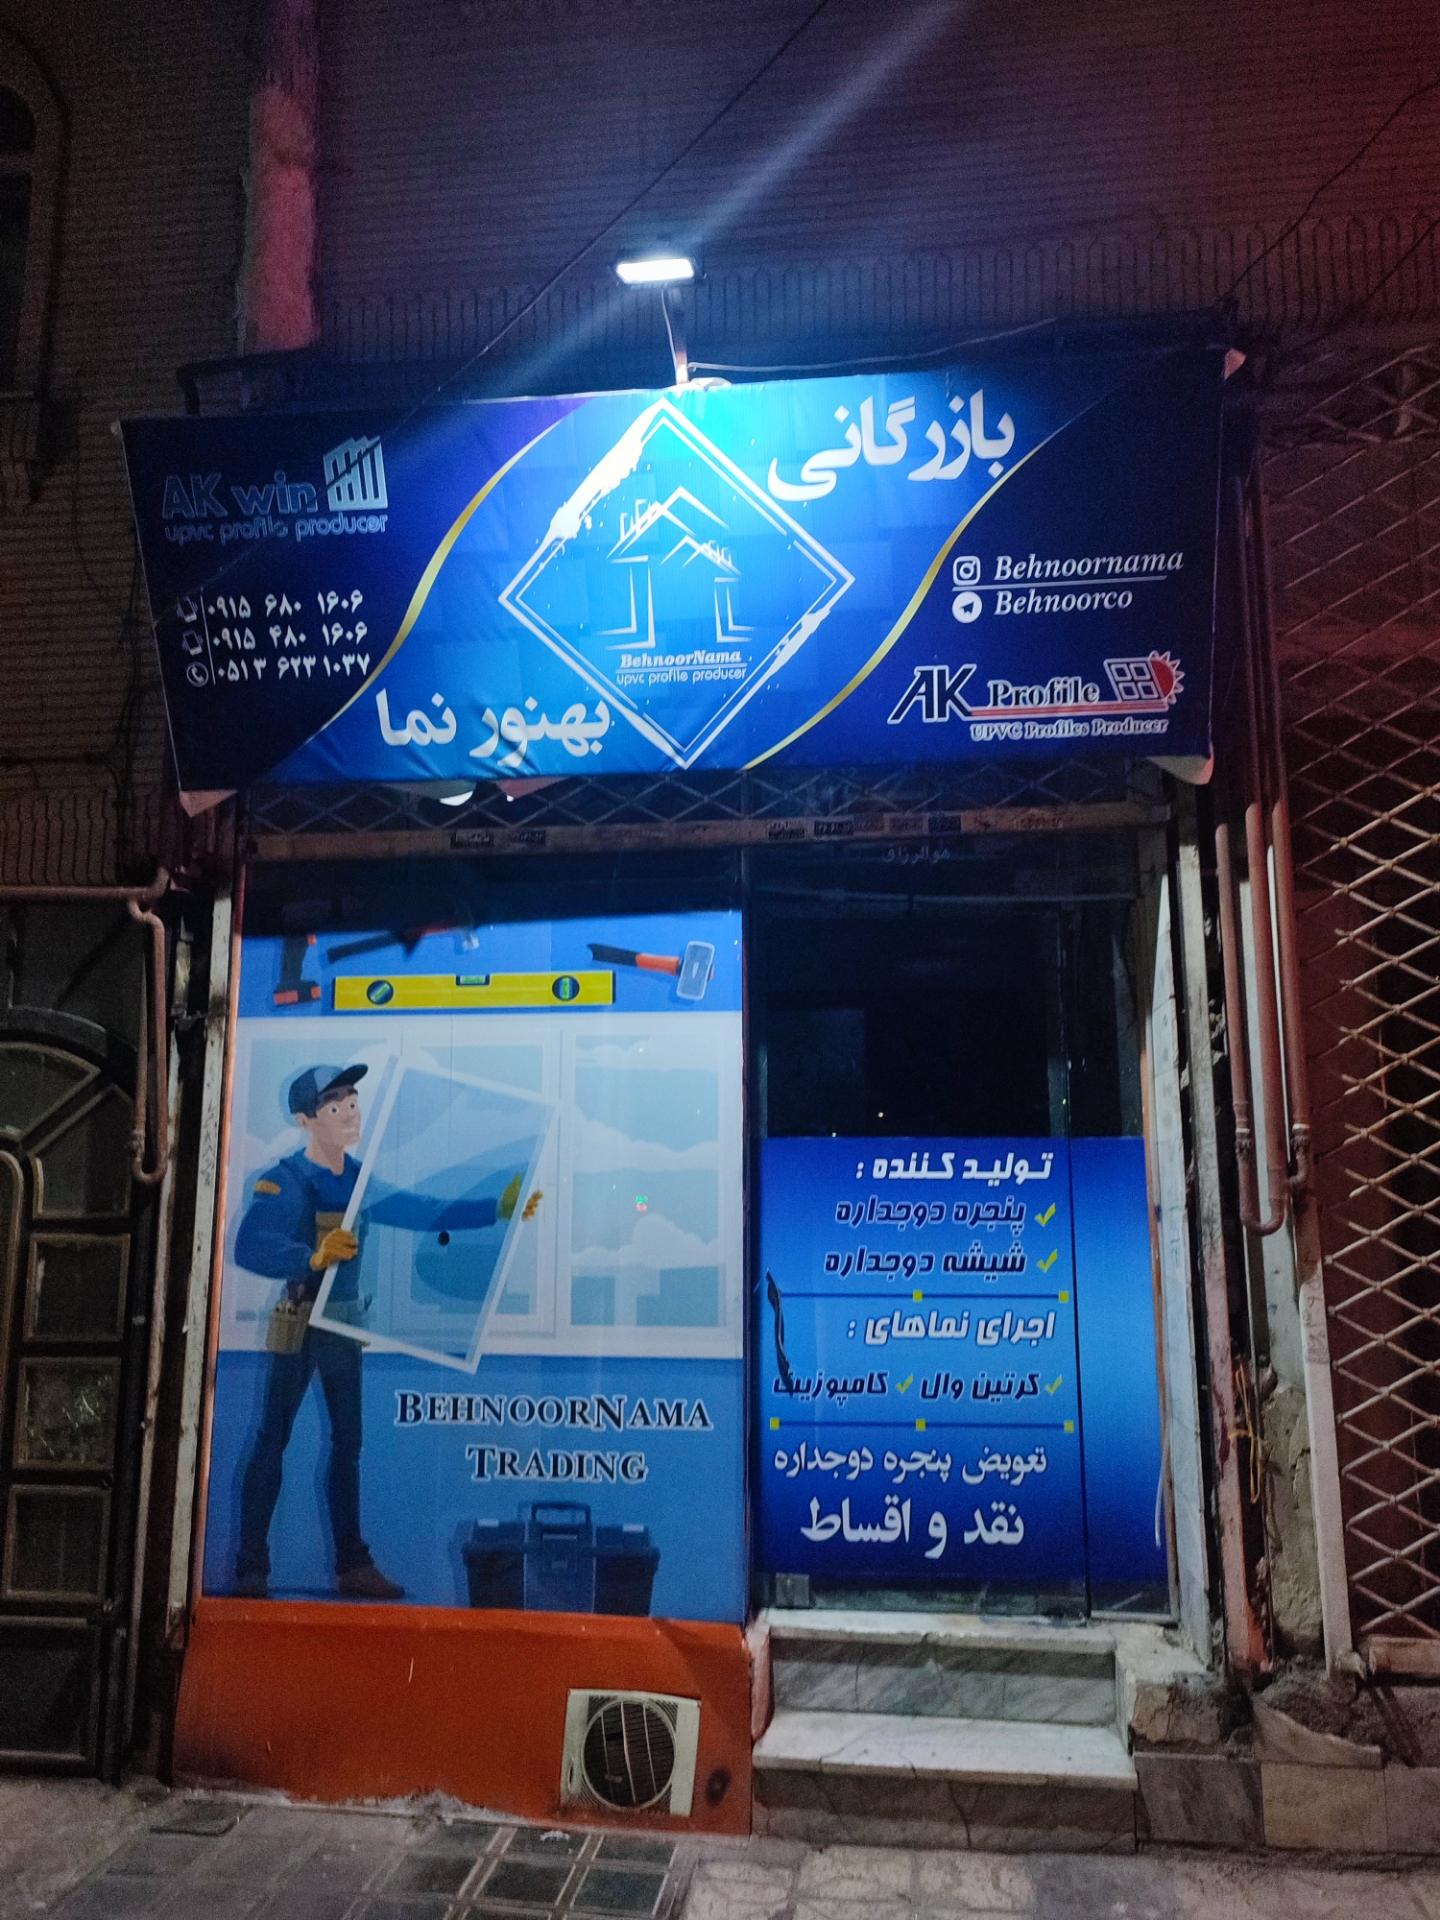 بازرگانی
بهنور نما
AK win
upvc profile producer
۰۹۱۵ ۶۸۰ ۱۶۰۶
۰۹۱۵ ۴۸۰ ۱۶۰۶
۰۵۱۳ ۶۲۳۱۰۳۷
BehnoorNama
upvc profile producer
Behnoornama
Behnoorco
AK Profile
UPVC Profiles Producer
هوالرزاق
BEHNOORNAMA
TRADING
تولید کننده :
پنجره دوجداره
شیشه دوجداره
اجرای نماهای :
کرتین وال کامپوزیت
تعویض پنجره دوجداره
نقد و اقساط